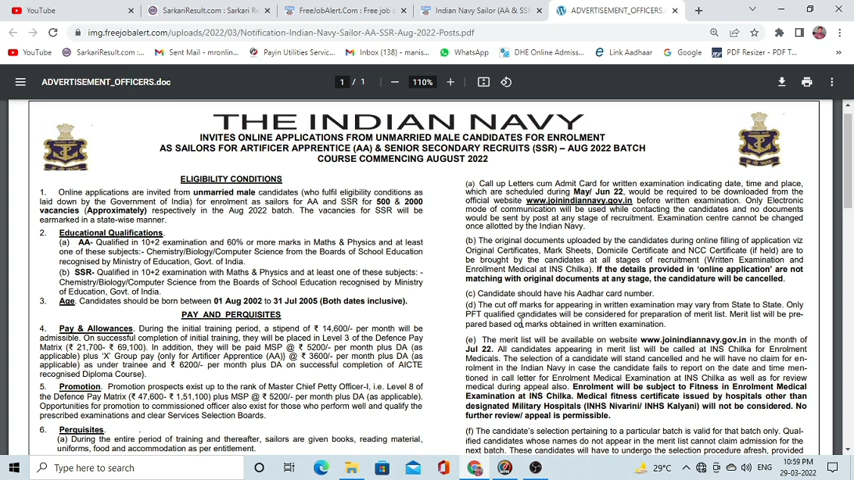 YouTube
SarkariResult.com : Sarkari R
FreeJobAlert.Com : Free job
Indian Navy Sailor (AA & SSR
ADVERTISEMENT_OFFICERS.
img.freejobalert.com/uploads/2022/03/Notification-Indian-Navy-Sailor-AA-SSR-Aug-2022-Posts.pdf
YouTube
SarkariResult.com:...
Sent Mail - mronlin...
Payin Utilities Servic...
Inbox (138) - manis...
WhatsApp
DHE Online Admiss...
Link Aadhaar
Google
PDF Resizer | Des...
ADVERTISEMENT_OFFICERS.doc
1 / 1
110%
THE INDIAN NAVY
INVITES ONLINE APPLICATIONS FROM UNMARRIED MALE CANDIDATES FOR ENROLMENT
AS SAILORS FOR ARTIFICER APPRENTICE (AA) & SENIOR SECONDARY RECRUITS (SSR) – AUG 2022 BATCH
COURSE COMMENCING AUGUST 2022
ELIGIBILITY CONDITIONS
1. Online applications are invited from unmarried male candidates (who fulfil eligibility conditions as
laid down by the Government of India) for enrolment as sailors for AA and SSR for 500 & 2000
vacancies (Approximately) respectively in the Aug 2022 batch. The vacancies for SSR will be
earmarked in a state-wise manner.
2. Educational Qualifications.
(a) AA- Qualified in 10+2 examination and 60% or more marks in Maths & Physics and at least
one of these subjects: - Chemistry/Biology/Computer Science from the Boards of School Education
recognised by Ministry of Education, Govt. of India.
(b) SSR- Qualified in 10+2 examination with Maths & Physics and at least one of these subjects: -
Chemistry/Biology/Computer Science from the Boards of School Education recognised by Ministry
of Education, Govt. of India.
3. Age. Candidates should be born between 01 Aug 2002 to 31 Jul 2005 (Both dates inclusive).
PAY AND PERQUISITES
4. Pay & Allowances. During the initial training period, a stipend of ₹ 14,600/- per month will be
admissible. On successful completion of initial training, they will be placed in Level 3 of the Defence Pay
Matrix (₹ 21,700- ₹ 69,100). In addition, they will be paid MSP @ ₹ 5200/- per month plus DA (as
applicable) plus 'X' Group pay {only for Artificer Apprentice (AA)} @ ₹ 3600/- per month plus DA (as
applicable) as under trainee and ₹ 6200/- per month plus DA on successful completion of AICTE
recognised Diploma Course}.
5. Promotion. Promotion prospects exist up to the rank of Master Chief Petty Officer-I, i.e. Level 8 of
the Defence Pay Matrix (₹ 47,600- ₹ 1,51,100) plus MSP @ ₹ 5200/- per month plus DA (as applicable).
Opportunities for promotion to commissioned officer also exist for those who perform well and qualify the
prescribed examinations and clear Services Selection Boards.
6. Perquisites
(a) During the entire period of training and thereafter, sailors are given books, reading material,
uniforms, food and accommodation as per entitlement.
(a) Call up Letters cum Admit Card for written examination indicating date, time and place,
which are scheduled during May/ Jun 22, would be required to be downloaded from the
official website www.joinindiannavy.gov.in before written examination. Only Electronic
mode of communication will be used while contacting the candidates and no documents
would be sent by post at any stage of recruitment. Examination centre cannot be changed
once allotted by the Indian Navy.
(b) The original documents uploaded by the candidates during online filling of application viz
Original Certificates, Mark Sheets, Domicile Certificate and NCC Certificate (if held) are to
be brought by the candidates at all stages of recruitment (Written Examination and
Enrollment Medical at INS Chilka). If the details provided in 'online application' are not
matching with original documents at any stage, the candidature will be cancelled.
(c) Candidate should have his Aadhar card number.
(d) The cut off marks for appearing in written examination may vary from State to State. Only
PFT qualified candidates will be considered for preparation of merit list. Merit list will be pre-
pared based on marks obtained in written examination.
(e) The merit list will be available on website www.joinindiannavy.gov.in in the month of
Jul 22. All candidates appearing in merit list will be called at INS Chilka for Enrollment
Medicals. The selection of a candidate will stand cancelled and he will have no claim for en-
rolment in the Indian Navy in case the candidate fails to report on the date and time men-
tioned in call letter for Enrollment Medical Examination at INS Chilka as well as for review
medical during appeal also. Enrolment will be subject to Fitness in Enrollment Medical
Examination at INS Chilka. Medical fitness certificate issued by hospitals other than
designated Military Hospitals (INHS Nivarini/ INHS Kalyani) will not be considered. No
further review/ appeal is permissible.
(f) The candidate's selection pertaining to a particular batch is valid for that batch only. Qual-
ified candidates whose names do not appear in the merit list cannot claim admission for the
next batch. These candidates will have to undergo the selection procedure afresh, provided
Type here to search
29°C
ENG
10:59 PM
29-03-2022